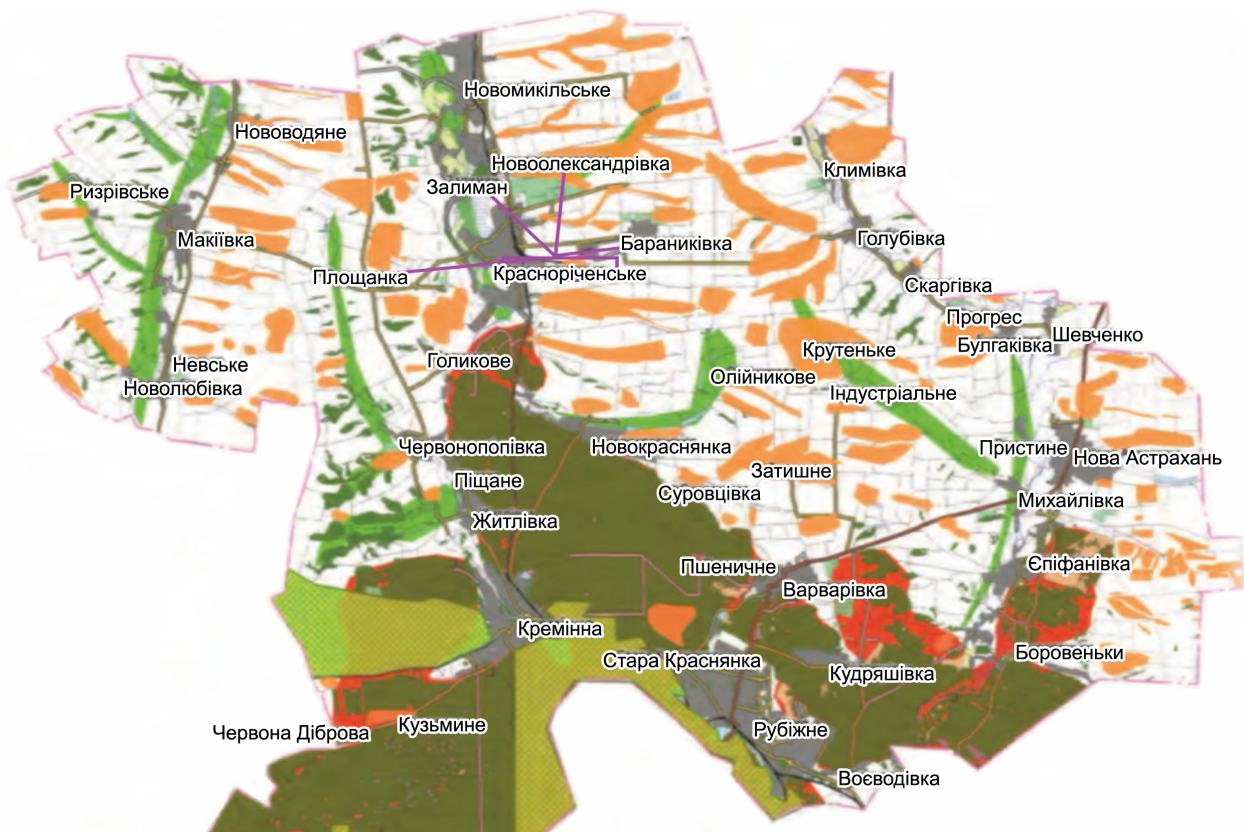 Новомикільське
Нововодяне
Новоолександрівка
Климівка
Залиман
Ризрівське
Макіївка
Бараниківка
Голубівка
Площанка
Красноріченське
Скаргівка
Прогрес
Шевченко
Булгаківка
Крутеньке
Голикове
Невське
Олійникове
Новолюбівка
Індустріальне
Червонопопівка
Новокраснянка
Пристине
Нова Астрахань
Затишне
Піщане
Суровцівка
Михайлівка
Житлівка
Пшеничне
Єпіфанівка
Варварівка
Кремінна
Боровеньки
Стара Краснянка
Кудряшівка
Кузьмине
Червона Діброва
Рубіжне
Воєводівка